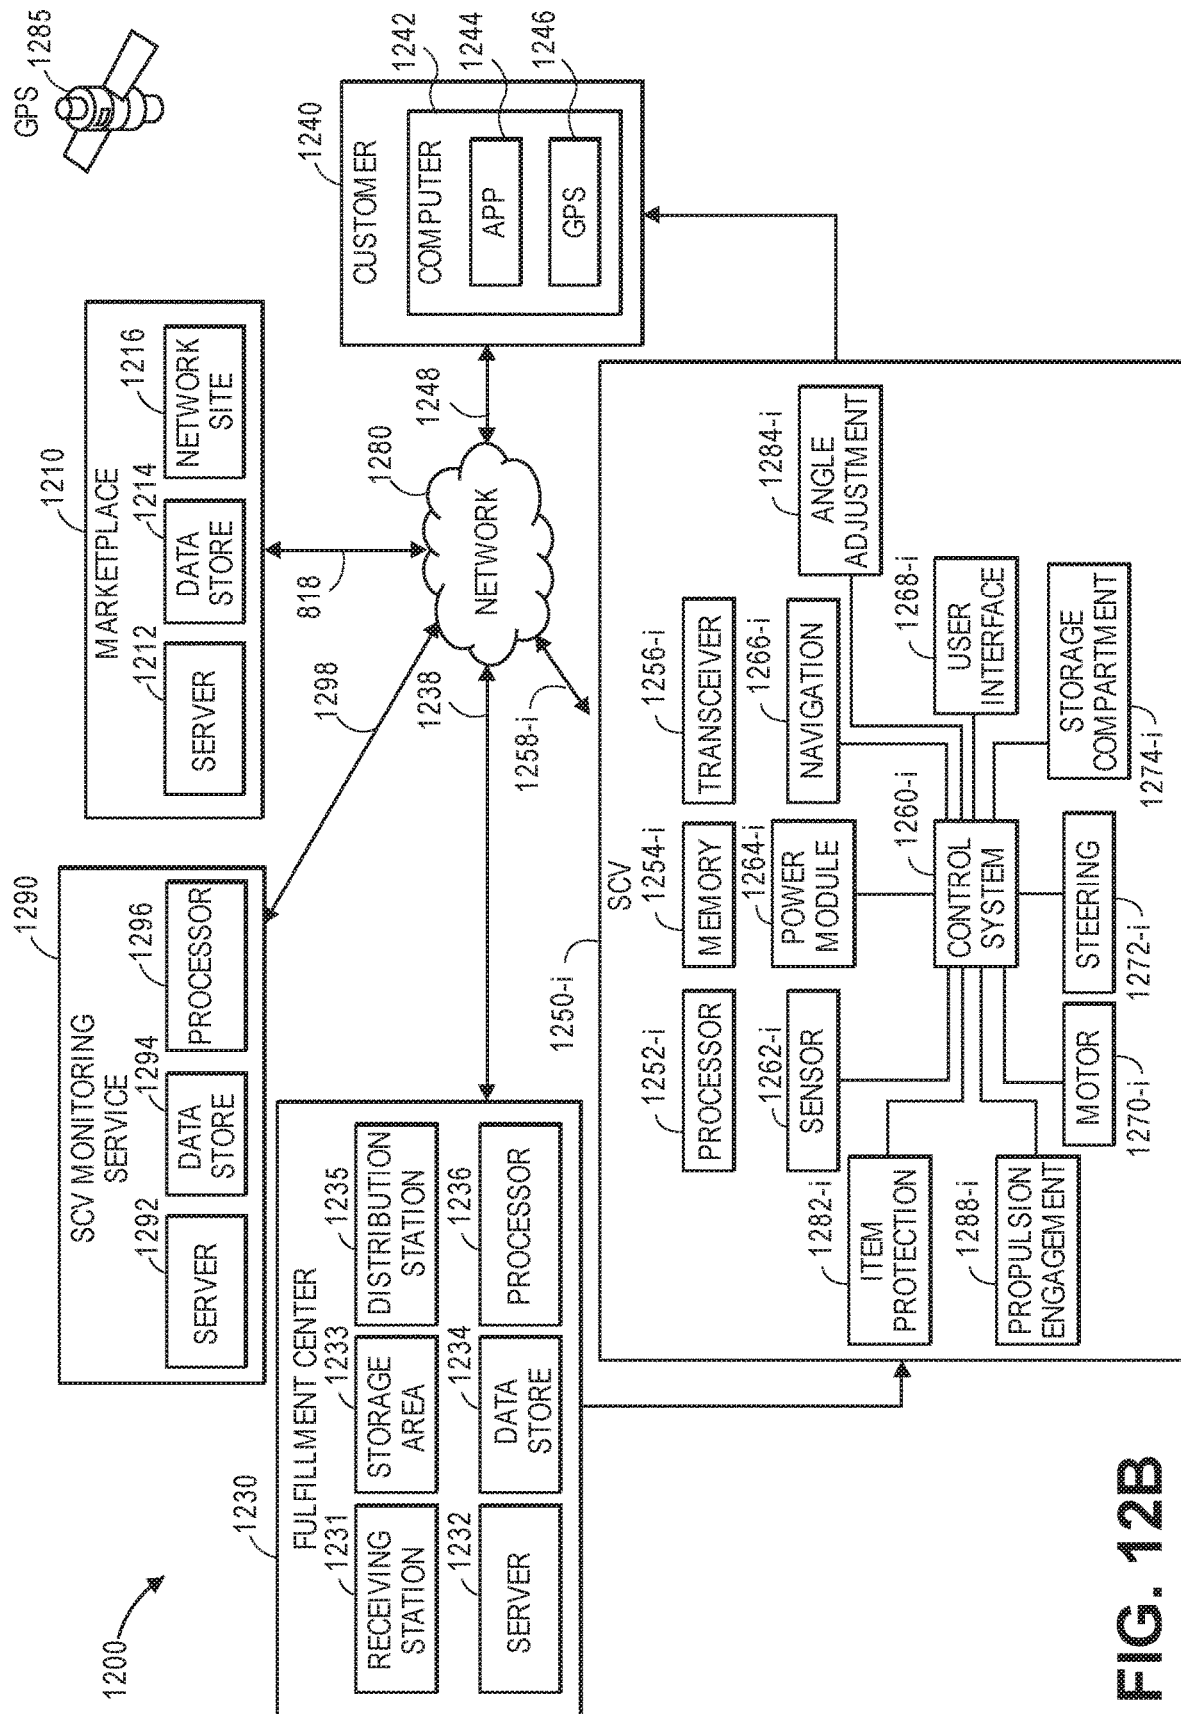 1200
GPS
1285
1290
SCV MONITORING
SERVICE
1292
SERVER
1294
DATA
STORE
1296
PROCESSOR
1210
MARKETPLACE
1212
SERVER
1214
DATA
STORE
1216
NETWORK
SITE
1240
CUSTOMER
1242
COMPUTER
1244
APP
1246
GPS
1230
FULFILLMENT CENTER
1231
RECEIVING
STATION
1233
STORAGE
AREA
1235
DISTRIBUTION
STATION
1232
SERVER
1234
DATA
STORE
1236
PROCESSOR
1298
818
1238
1280
NETWORK
1248
1258-i
1250-i
SCV
1252-i
PROCESSOR
1254-i
MEMORY
1256-i
TRANSCEIVER
1262-i
SENSOR
1264-i
POWER
MODULE
1266-i
NAVIGATION
1284-i
ANGLE
ADJUSTMENT
1282-i
ITEM
PROTECTION
1260-i
CONTROL
SYSTEM
1268-i
USER
INTERFACE
1288-i
PROPULSION
ENGAGEMENT
MOTOR
1270-i
STEERING
1272-i
STORAGE
COMPARTMENT
1274-i
FIG. 12B